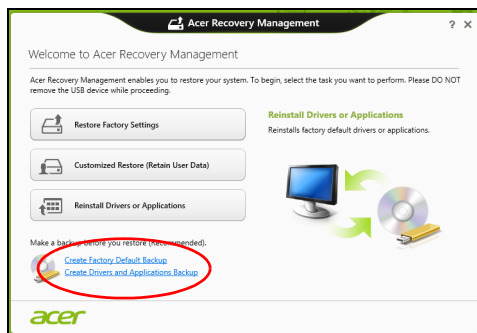 Acer Recovery Management
? X
Welcome to Acer Recovery Management
Acer Recovery Management enables you to restore your system. To begin, select the task you want to perform. Please DO NOT
remove the USB device while proceeding.
Restore Factory Settings
Customized Restore (Retain User Data)
Reinstall Drivers or Applications
Reinstall Drivers or Applications
Reinstalls factory default drivers or applications.
Make a backup before you restore (Recommended).
Create Factory Default Backup
Create Drivers and Applications Backup
acer